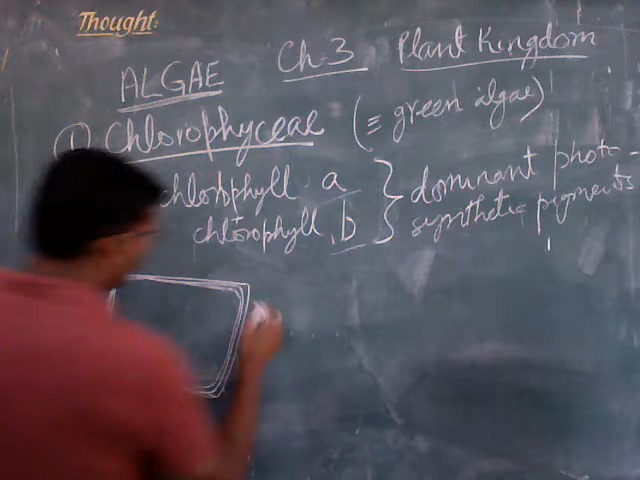 Thought:
Ch.3 Plant Kingdom
ALGAE
① Chlorophyceae (≡ green algae)
chlorophyll a } dominant photo-
chlorophyll, b synthetic pigments